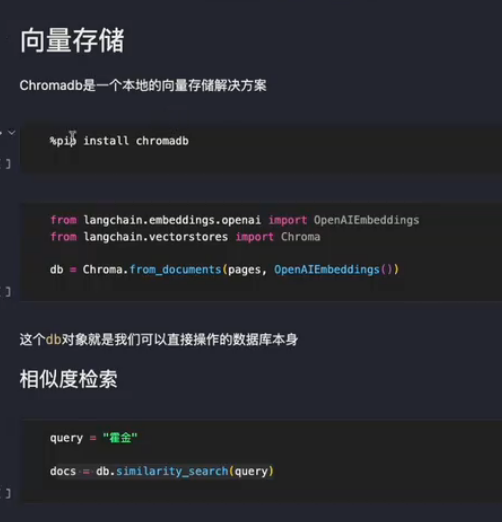 向量存储
Chromadb是一个本地的向量存储解决方案
%pip install chromadb
from langchain.embeddings.openai import OpenAIEmbeddings
from langchain.vectorstores import Chroma
db = Chroma.from_documents(pages, OpenAIEmbeddings())
这个db对象就是我们可以直接操作的数据库本身
相似度检索
query = "霍金"
docs = db.similarity_search(query)